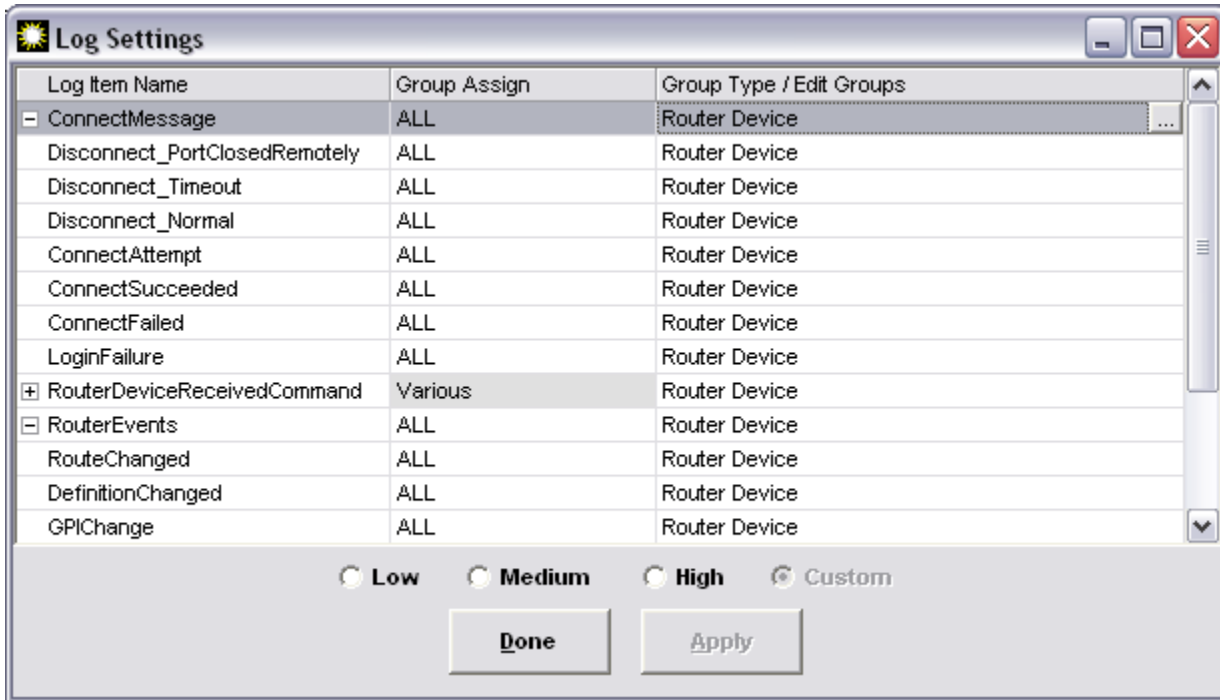 Log Settings
Log Item Name Group Assign Group Type / Edit Groups
ConnectMessage ALL Router Device ...
Disconnect_PortClosedRemotely ALL Router Device
Disconnect_Timeout ALL Router Device
Disconnect_Normal ALL Router Device
ConnectAttempt ALL Router Device
ConnectSucceeded ALL Router Device
ConnectFailed ALL Router Device
LoginFailure ALL Router Device
RouterDeviceReceivedCommand Various Router Device
RouterEvents ALL Router Device
RouteChanged ALL Router Device
DefinitionChanged ALL Router Device
GPIChange ALL Router Device
Low Medium High Custom
Done Apply